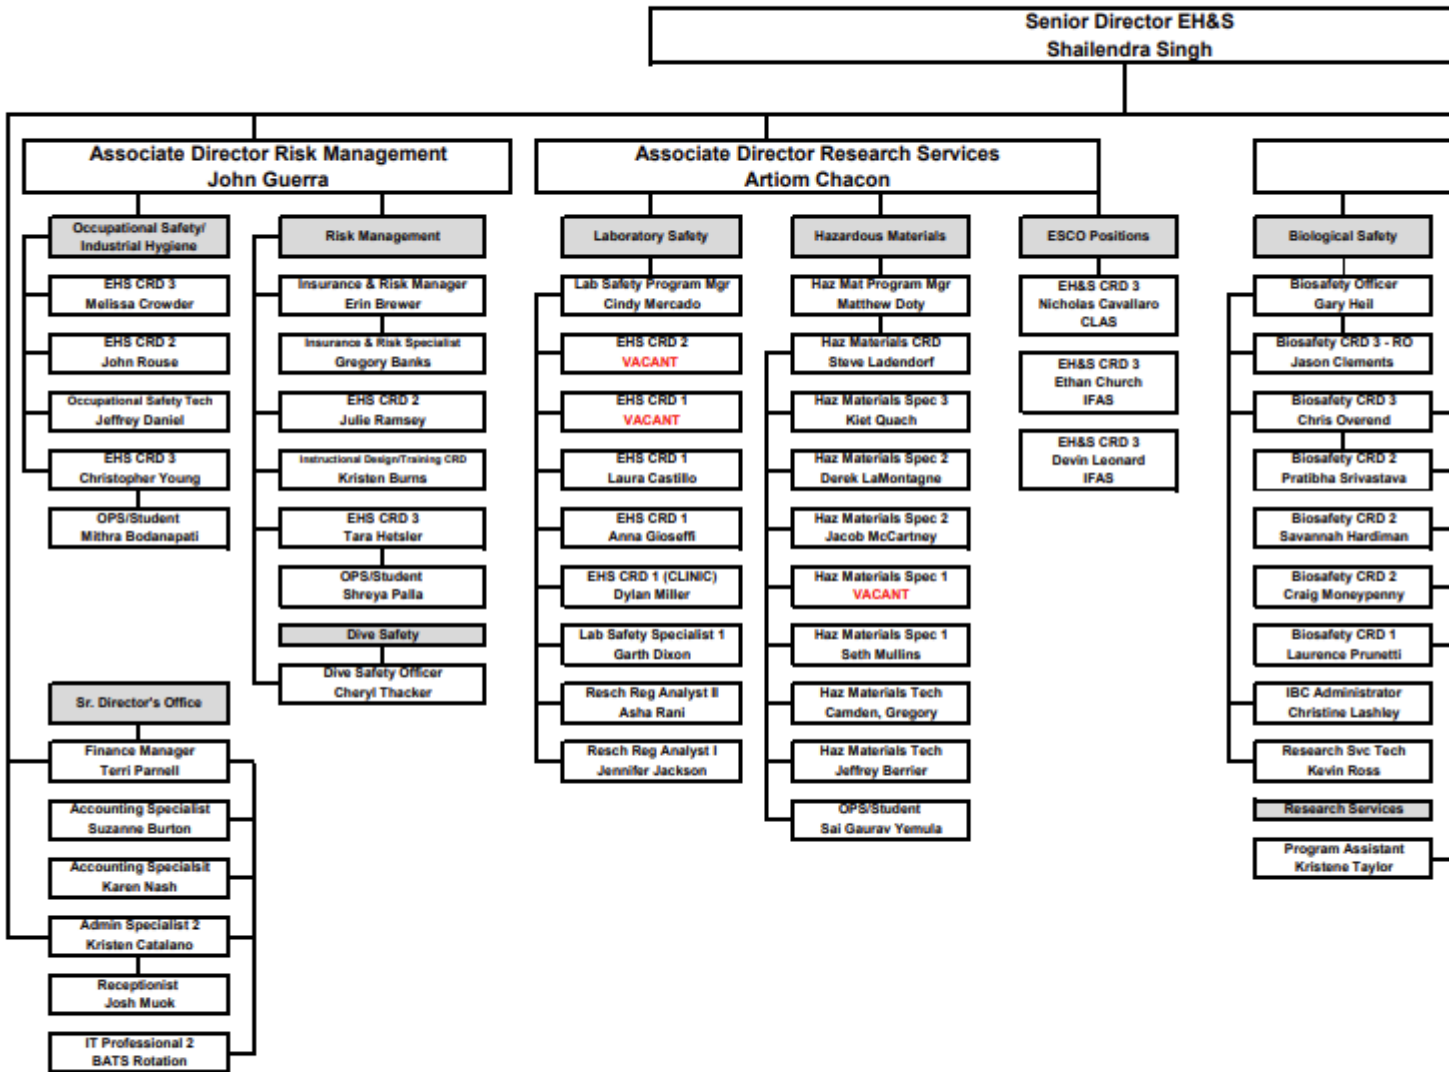 Senior Director EH&S
Shailendra Singh
Associate Director Risk Management
John Guerra
Occupational Safety/
Industrial Hygiene
EHS CRD 3
Melissa Crowder
EHS CRD 2
John Rouse
Occupational Safety Tech
Jeffrey Daniel
EHS CRD 3
Christopher Young
OPS/Student
Mithra Bodanapati
Risk Management
Insurance & Risk Manager
Erin Brewer
Insurance & Risk Specialist
Gregory Banks
EHS CRD 2
Julie Ramsey
Instructional Design/Training CRD
Kristen Burns
EHS CRD 3
Tara Hetsler
OPS/Student
Shreya Palla
Dive Safety
Dive Safety Officer
Cheryl Thacker
Sr. Director's Office
Finance Manager
Terri Parnell
Accounting Specialist
Suzanne Burton
Accounting Specialsit
Karen Nash
Admin Specialist 2
Kristen Catalano
Receptionist
Josh Muok
IT Professional 2
BATS Rotation
Associate Director Research Services
Artiom Chacon
Laboratory Safety
Lab Safety Program Mgr
Cindy Mercado
EHS CRD 2
VACANT
EHS CRD 1
VACANT
EHS CRD 1
Laura Castillo
EHS CRD 1
Anna Gioseffi
EHS CRD 1 (CLINIC)
Dylan Miller
Lab Safety Specialist 1
Garth Dixon
Resch Reg Analyst II
Asha Rani
Resch Reg Analyst I
Jennifer Jackson
Hazardous Materials
Haz Mat Program Mgr
Matthew Doty
Haz Materials CRD
Steve Ladendorf
Haz Materials Spec 3
Kiet Quach
Haz Materials Spec 2
Derek LaMontagne
Haz Materials Spec 2
Jacob McCartney
Haz Materials Spec 1
VACANT
Haz Materials Spec 1
Seth Mullins
Haz Materials Tech
Camden, Gregory
Haz Materials Tech
Jeffrey Berrier
OPS/Student
Sai Gaurav Yemula
ESCO Positions
EH&S CRD 3
Nicholas Cavallaro
CLAS
EH&S CRD 3
Ethan Church
IFAS
EH&S CRD 3
Devin Leonard
IFAS
Biological Safety
Biosafety Officer
Gary Heil
Biosafety CRD 3 - RO
Jason Clements
Biosafety CRD 3
Chris Overend
Biosafety CRD 2
Pratibha Srivastava
Biosafety CRD 2
Savannah Hardiman
Biosafety CRD 2
Craig Moneypenny
Biosafety CRD 1
Laurence Prunetti
IBC Administrator
Christine Lashley
Research Svc Tech
Kevin Ross
Research Services
Program Assistant
Kristene Taylor